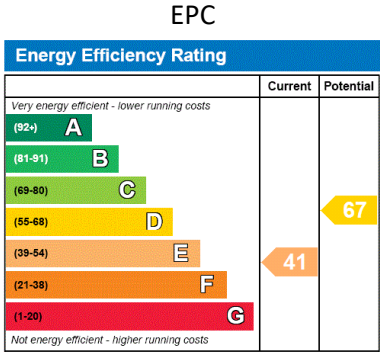 EPC
Energy Efficiency Rating
Current Potential
Very energy efficient - lower running costs
(92+) A
(81-91) B
(69-80) C
(55-68) D 67
(39-54) E 41
(21-38) F
(1-20) G
Not energy efficient - higher running costs